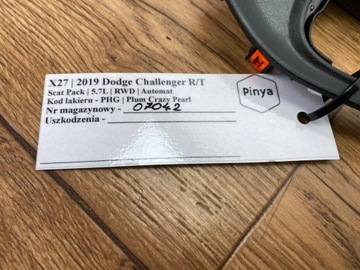 X27 | 2019 Dodge Challenger R/T
Scat Pack | 5.7L | RWD | Automat
Kod lakieru - PHG | Plum Crazy Pearl
Nr magazynowy - 07042
Uszkodzenia -
Pinya